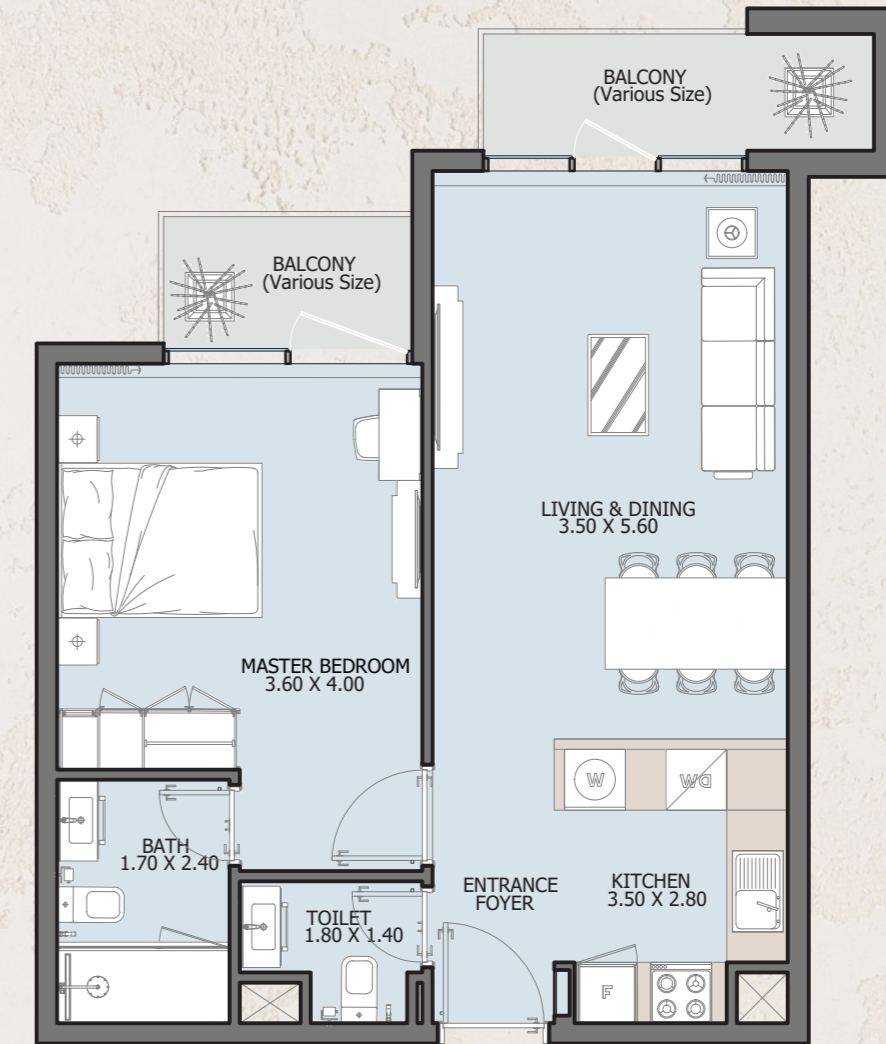 BALCONY
(Various Size)
BALCONY
(Various Size)
LIVING & DINING
3.50 X 5.60
MASTER BEDROOM
3.60 X 4.00
W
DW
BATH
1.70 X 2.40
ENTRANCE
FOYER
KITCHEN
3.50 X 2.80
TOILET
1.80 X 1.40
F